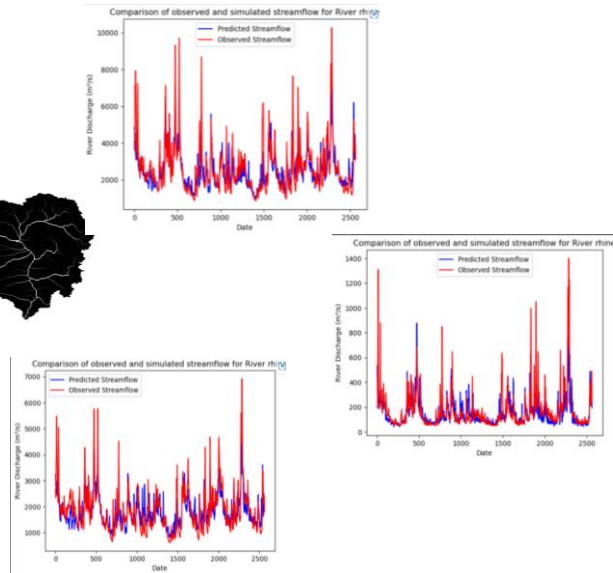 Comparison of observed and simulated streamflow for River rhine
Predicted Streamflow
Observed Streamflow
River Discharge (m³/s)
10000
8000
6000
4000
2000
0
500
1000
1500
2000
2500
Date
Comparison of observed and simulated streamflow for River rhine
Predicted Streamflow
Observed Streamflow
River Discharge (m³/s)
1400
1200
1000
800
600
400
200
0
0
500
1000
1500
2000
2500
Date
Comparison of observed and simulated streamflow for River rhine
Predicted Streamflow
Observed Streamflow
River Discharge (m³/s)
7000
6000
5000
4000
3000
2000
1000
0
500
1000
1500
2000
2500
Date